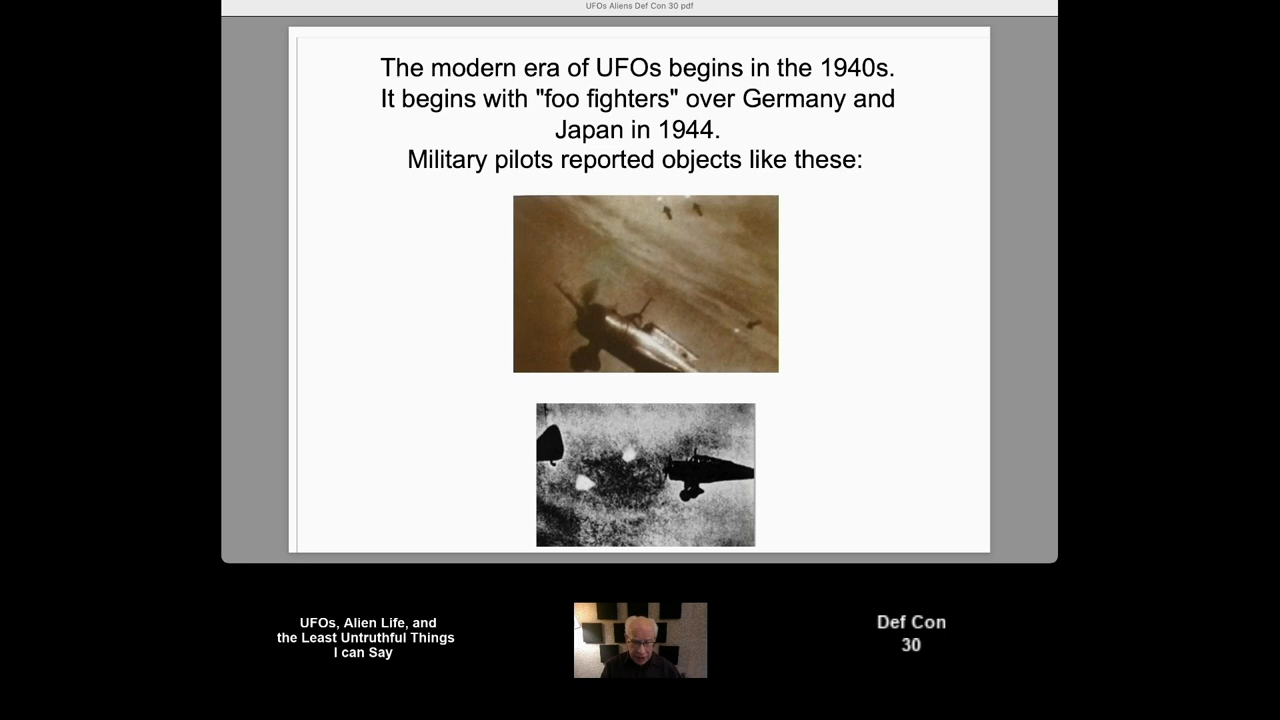 UFOs Aliens Def Con 30 pdf
The modern era of UFOs begins in the 1940s.
It begins with "foo fighters" over Germany and
Japan in 1944.
Military pilots reported objects like these:
UFOs, Alien Life, and
the Least Untruthful Things
I can Say
Def Con
30